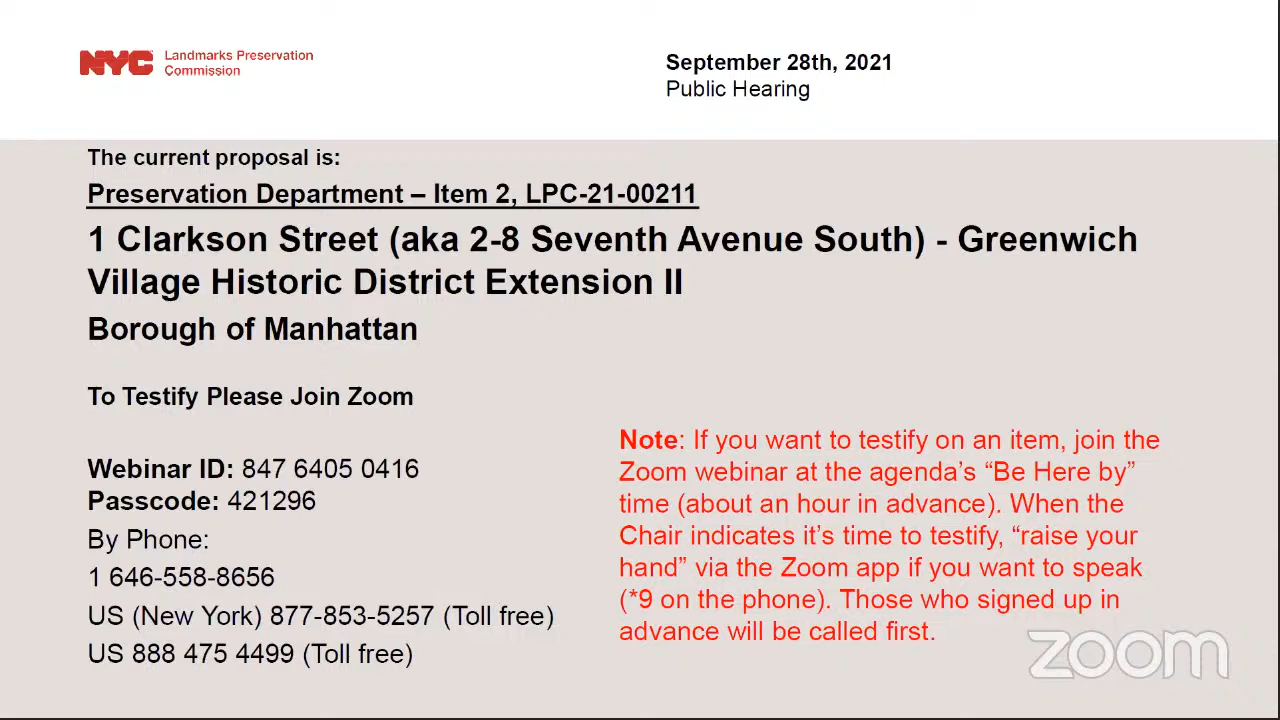 NYC Landmarks Preservation
Commission
September 28th, 2021
Public Hearing
The current proposal is:
Preservation Department – Item 2, LPC-21-00211
1 Clarkson Street (aka 2-8 Seventh Avenue South) - Greenwich
Village Historic District Extension II
Borough of Manhattan
To Testify Please Join Zoom
Webinar ID: 847 6405 0416
Passcode: 421296
By Phone:
1 646-558-8656
US (New York) 877-853-5257 (Toll free)
US 888 475 4499 (Toll free)
Note: If you want to testify on an item, join the
Zoom webinar at the agenda’s “Be Here by”
time (about an hour in advance). When the
Chair indicates it’s time to testify, “raise your
hand” via the Zoom app if you want to speak
(*9 on the phone). Those who signed up in
advance will be called first.
zoom